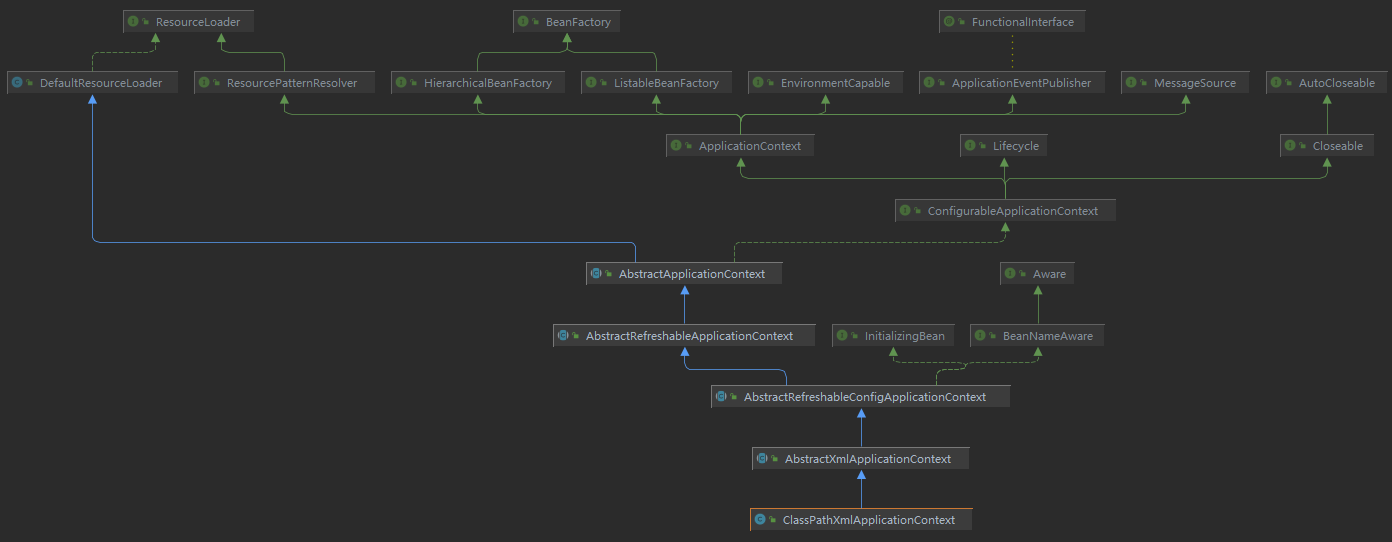 ResourceLoader
BeanFactory
FunctionalInterface
DefaultResourceLoader
ResourcePatternResolver
HierarchicalBeanFactory
ListableBeanFactory
EnvironmentCapable
ApplicationEventPublisher
MessageSource
AutoCloseable
ApplicationContext
Lifecycle
Closeable
ConfigurableApplicationContext
AbstractApplicationContext
Aware
AbstractRefreshableApplicationContext
InitializingBean
BeanNameAware
AbstractRefreshableConfigApplicationContext
AbstractXmlApplicationContext
ClassPathXmlApplicationContext